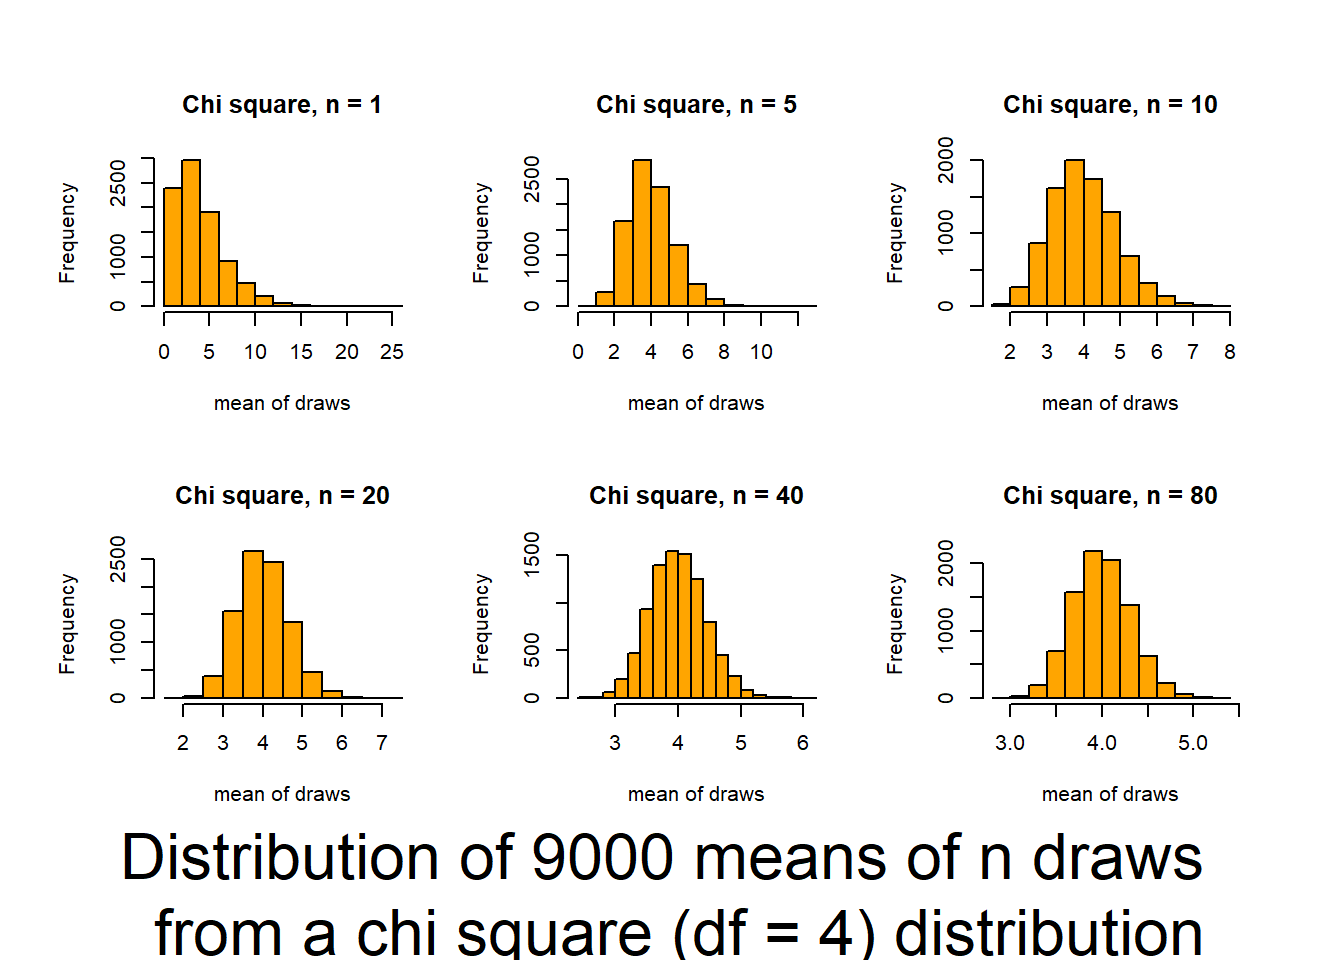 Chi square, n = 1
Frequency
0 1000 2500
0 5 10 15 20 25
mean of draws
Chi square, n = 5
Frequency
0 1000 2500
0 2 4 6 8 10
mean of draws
Chi square, n = 10
Frequency
0 1000 2000
2 3 4 5 6 7 8
mean of draws
Chi square, n = 20
Frequency
0 1000 2500
2 3 4 5 6 7
mean of draws
Chi square, n = 40
Frequency
0 500 1500
3 4 5 6
mean of draws
Chi square, n = 80
Frequency
0 1000 2000
3.0 4.0 5.0
mean of draws
Distribution of 9000 means of n draws
from a chi square (df = 4) distribution